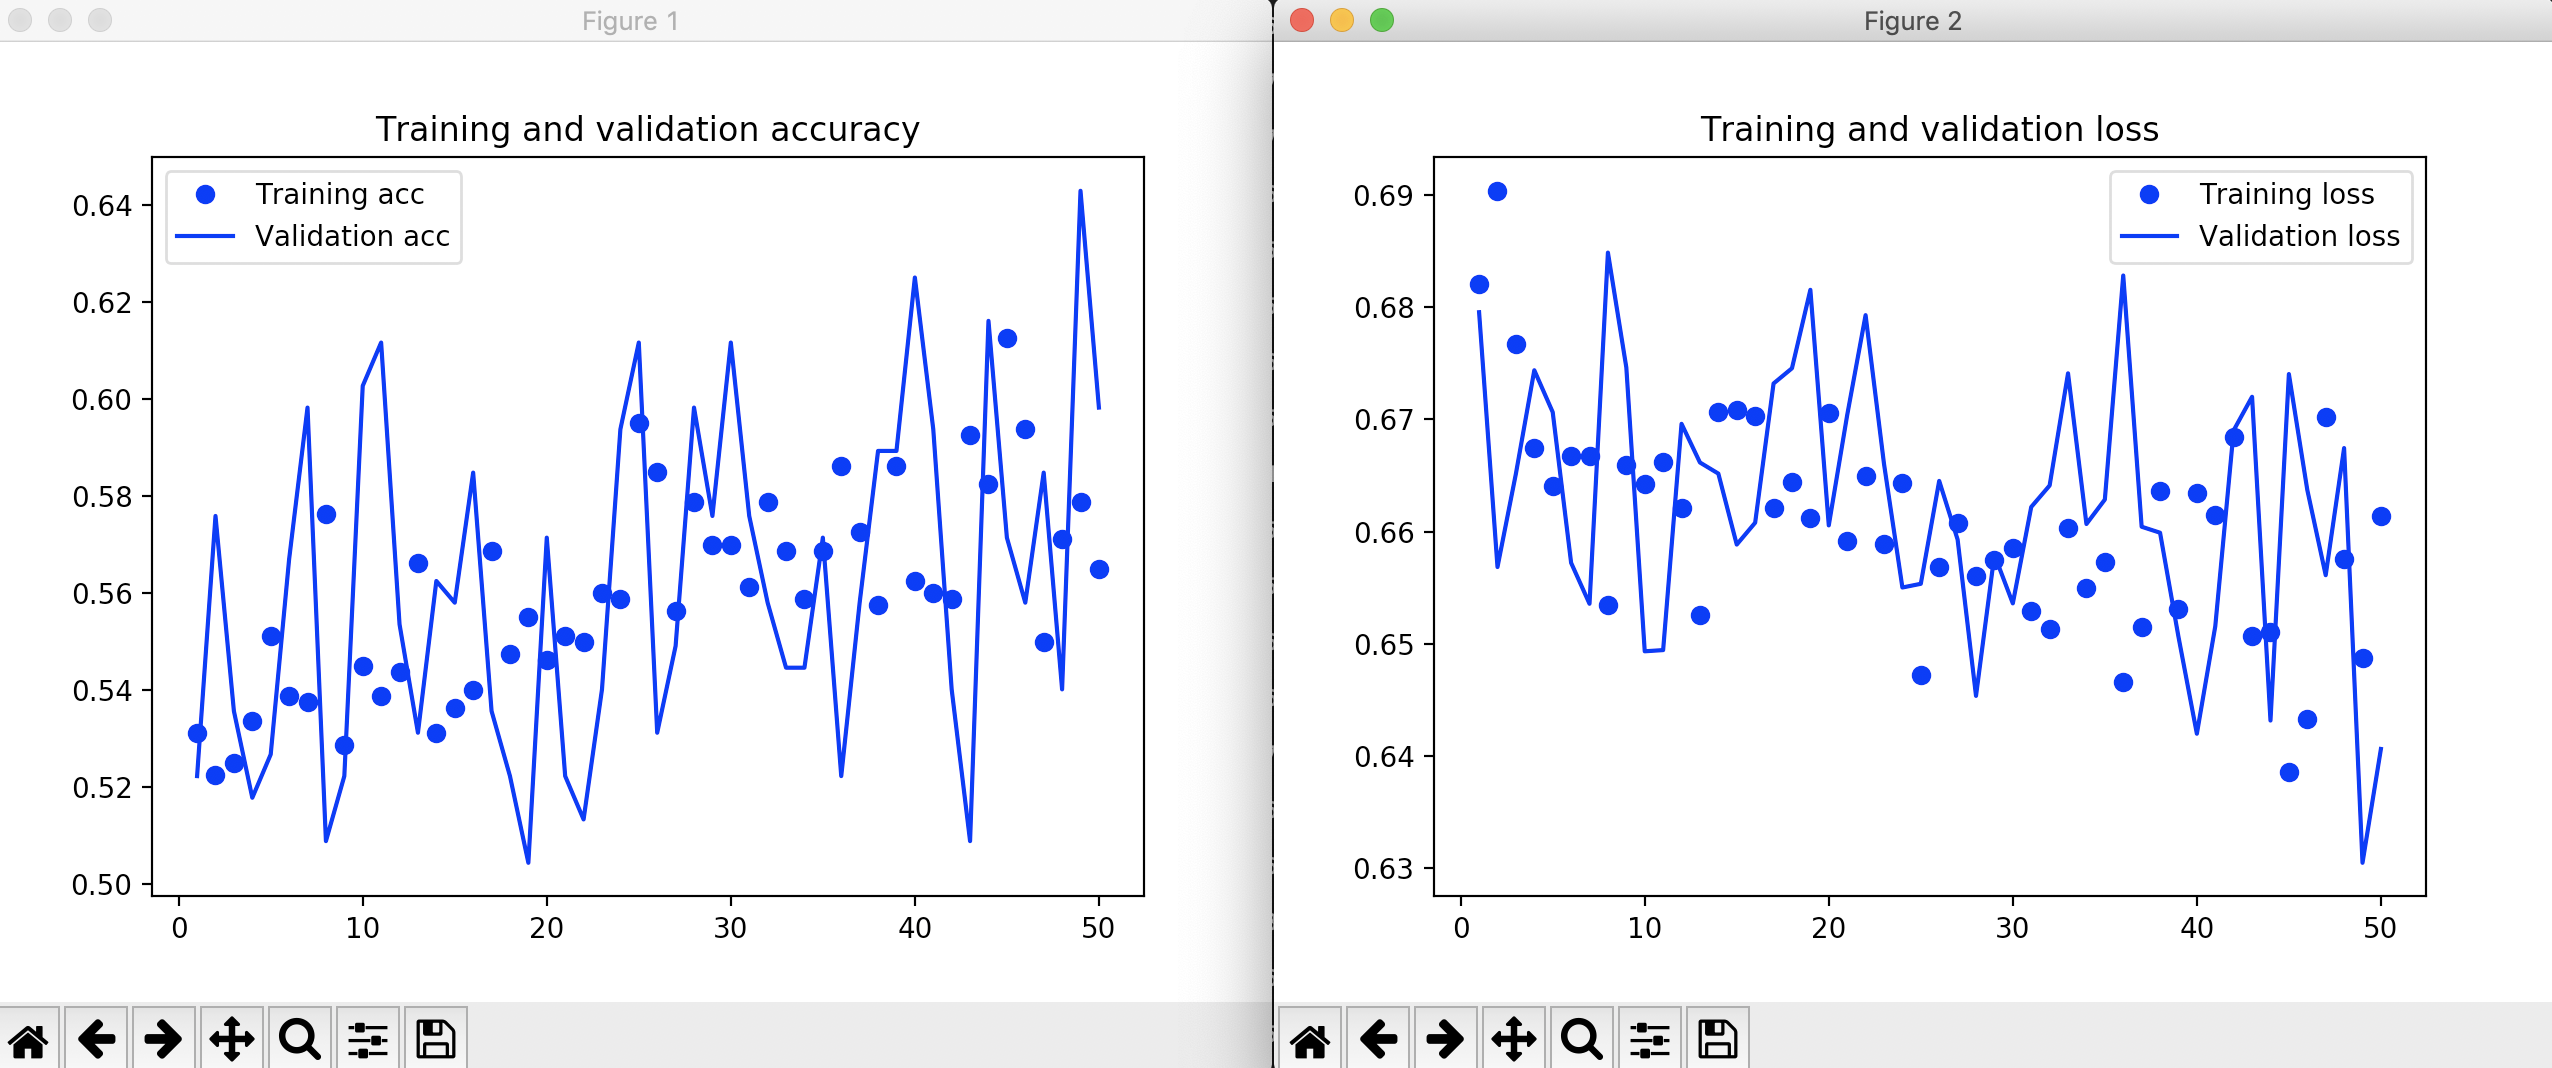 Figure 1
Training and validation accuracy
Training acc
Validation acc
0.64
0.62
0.60
0.58
0.56
0.54
0.52
0.50
0 10 20 30 40 50
Figure 2
Training and validation loss
Training loss
Validation loss
0.69
0.68
0.67
0.66
0.65
0.64
0.63
0 10 20 30 40 50